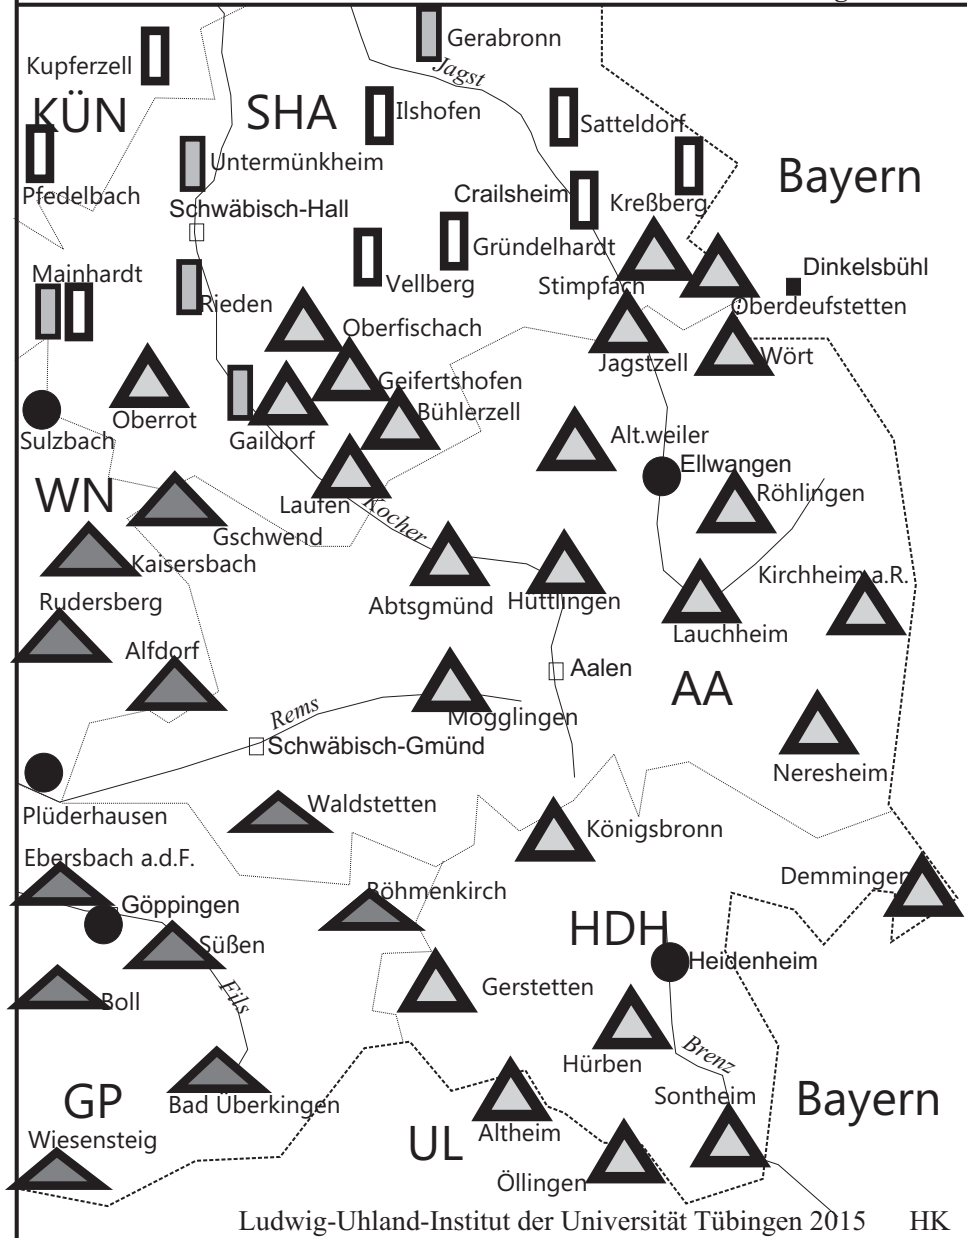 Gerabronn
Kupferzell
Jagst
KÜN
SHA
Ilshofen
Satteldorf
Untermünkheim
Bayern
Pfedelbach
Crailsheim
Kreßberg
Schwäbisch-Hall
Gründelhardt
Mainhardt
Vellberg
Stimpfach
Dinkelsbühl
Rieden
Oberdeufstetten
Oberfischach
Jagstzell
Wört
Geifertshofen
Oberrot
Bühlerzell
Sulzbach
Gaildorf
Alt.weiler
Ellwangen
WN
Laufen
Kocher
Röhlingen
Gschwend
Kaisersbach
Kirchheim a.R.
Rudersberg
Abtsgmünd
Hüttlingen
Lauchheim
Alfdorf
Aalen
AA
Rems
Mögglingen
Schwäbisch-Gmünd
Neresheim
Plüderhausen
Waldstetten
Königsbronn
Ebersbach a.d.F.
Demmingen
Göppingen
Böhmenkirch
HDH
Süßen
Heidenheim
Boll
Fils
Gerstetten
Hürben
Brenz
GP
Bad Überkingen
Sontheim
Bayern
Wiesensteig
UL
Altheim
Öllingen
Ludwig-Uhland-Institut der Universität Tübingen 2015 HK